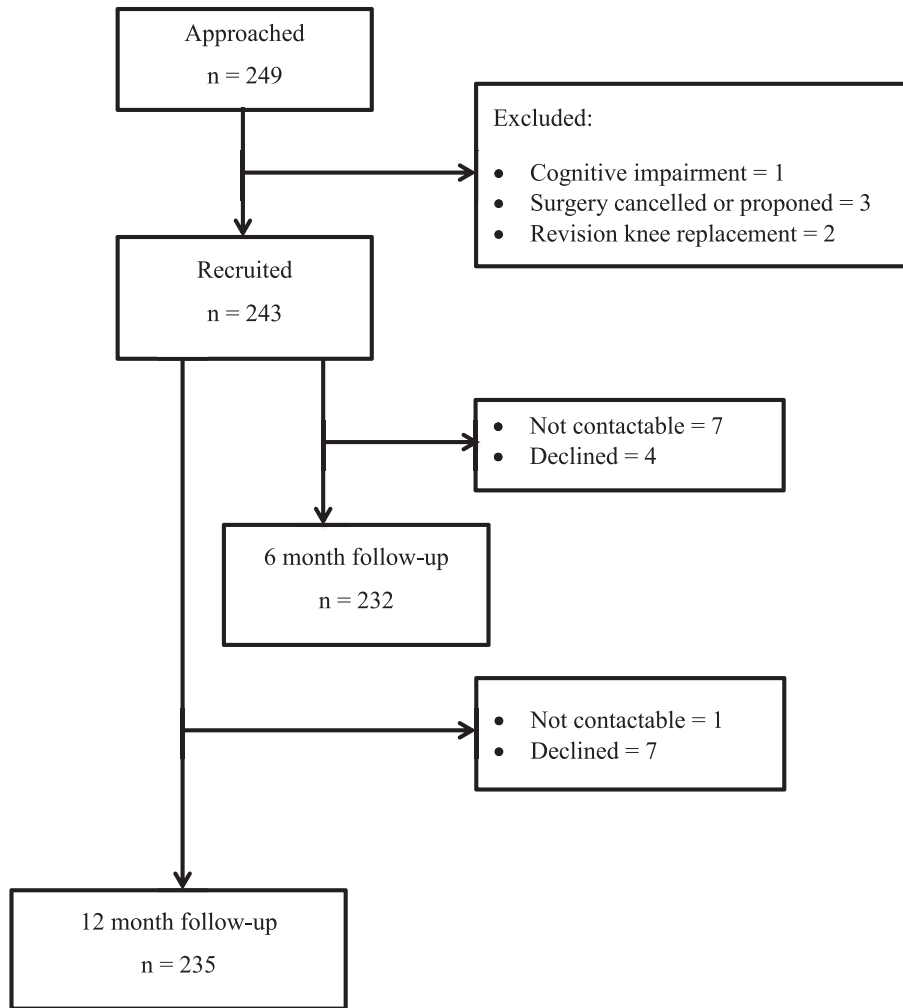 Approached
n = 249
Excluded:
• Cognitive impairment = 1
• Surgery cancelled or proponed = 3
• Revision knee replacement = 2
Recruited
n = 243
• Not contactable = 7
• Declined = 4
6 month follow-up
n = 232
• Not contactable = 1
• Declined = 7
12 month follow-up
n = 235